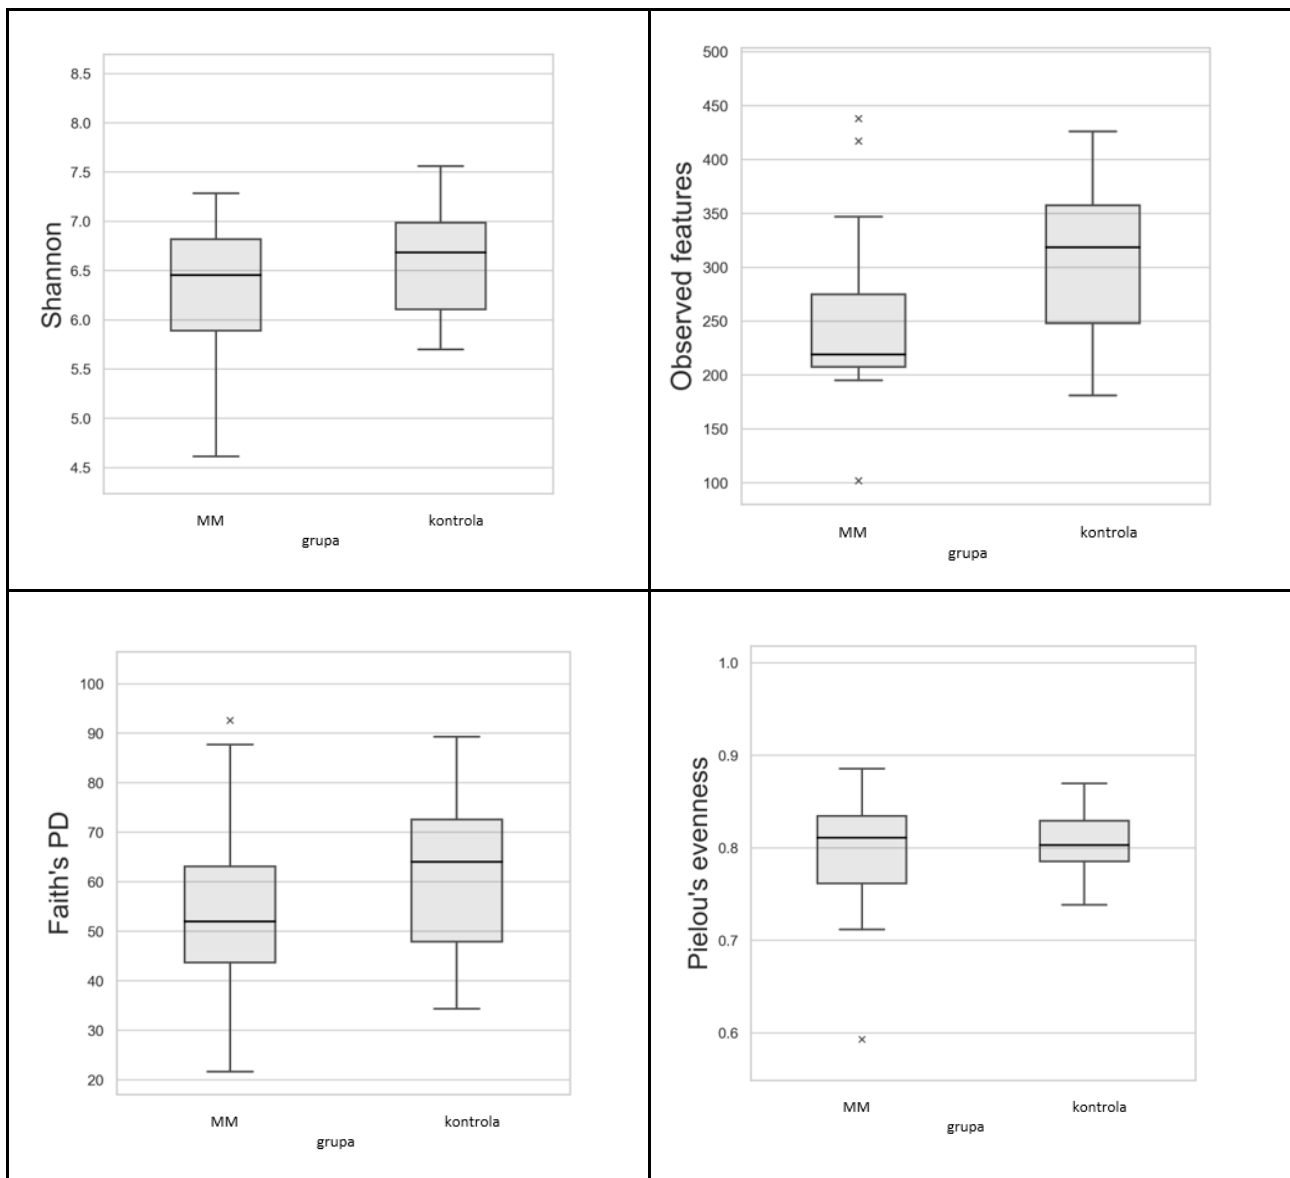 Shannon
8.5
8.0
7.5
7.0
6.5
6.0
5.5
5.0
4.5
MM
kontrola
grupa
Observed features
500
450
400
350
300
250
200
150
100
MM
kontrola
grupa
Faith's PD
100
90
80
70
60
50
40
30
20
MM
kontrola
grupa
Pielou's evenness
1.0
0.9
0.8
0.7
0.6
MM
kontrola
grupa